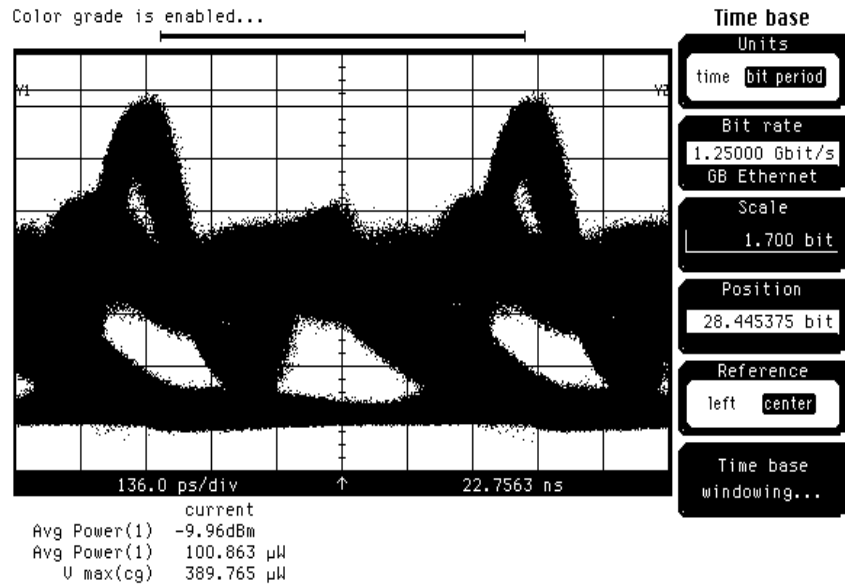 Color grade is enabled...
Time base
Units
time bit period
Bit rate
1.25000 Gbit/s
GB Ethernet
Scale
1.700 bit
Position
28.445375 bit
Reference
left center
Time base
windowing...
Y1
136.0 ps/div ↑ 22.7563 ns
current
Avg Power(1) -9.96dBm
Avg Power(1) 100.863 µW
V max(cg) 389.765 µW